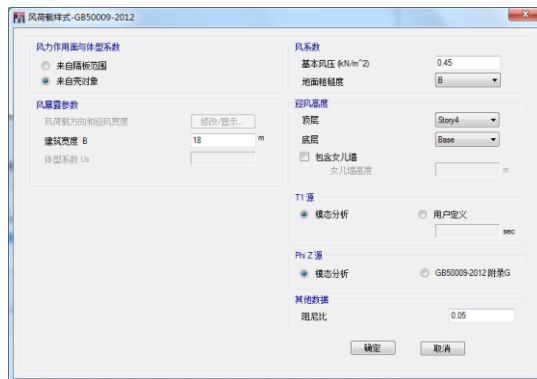 风荷载样式-GB50009-2012
风力作用面与体型系数
来自隔板范围
来自壳对象
风暴露参数
风荷载方向和迎风宽度
修改/显示...
建筑宽度 B
18
m
体型系数 Us
风系数
基本风压 (kN/m^2)
0.45
地面粗糙度
B
迎风高度
顶层
Story4
底层
Base
包含女儿墙
女儿墙高度
m
T1 源
模态分析
用户定义
sec
Phi Z 源
模态分析
GB50009-2012 附录G
其他数据
阻尼比
0.05
确定
取消